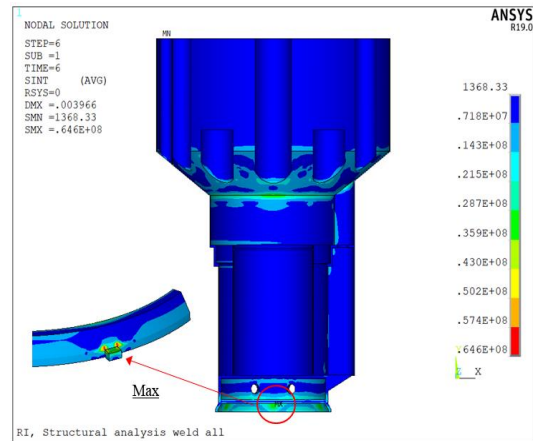 1
NODAL SOLUTION
STEP=6
SUB =1
TIME=6
SINT (AVG)
RSYS=0
DMX =.003966
SMN =1368.33
SMX =.646E+08
MN
ANSYS
R19.0
1368.33
.718E+07
.143E+08
.215E+08
.287E+08
.359E+08
.430E+08
.502E+08
.574E+08
.646E+08
X
Max
RI, Structural analysis weld all